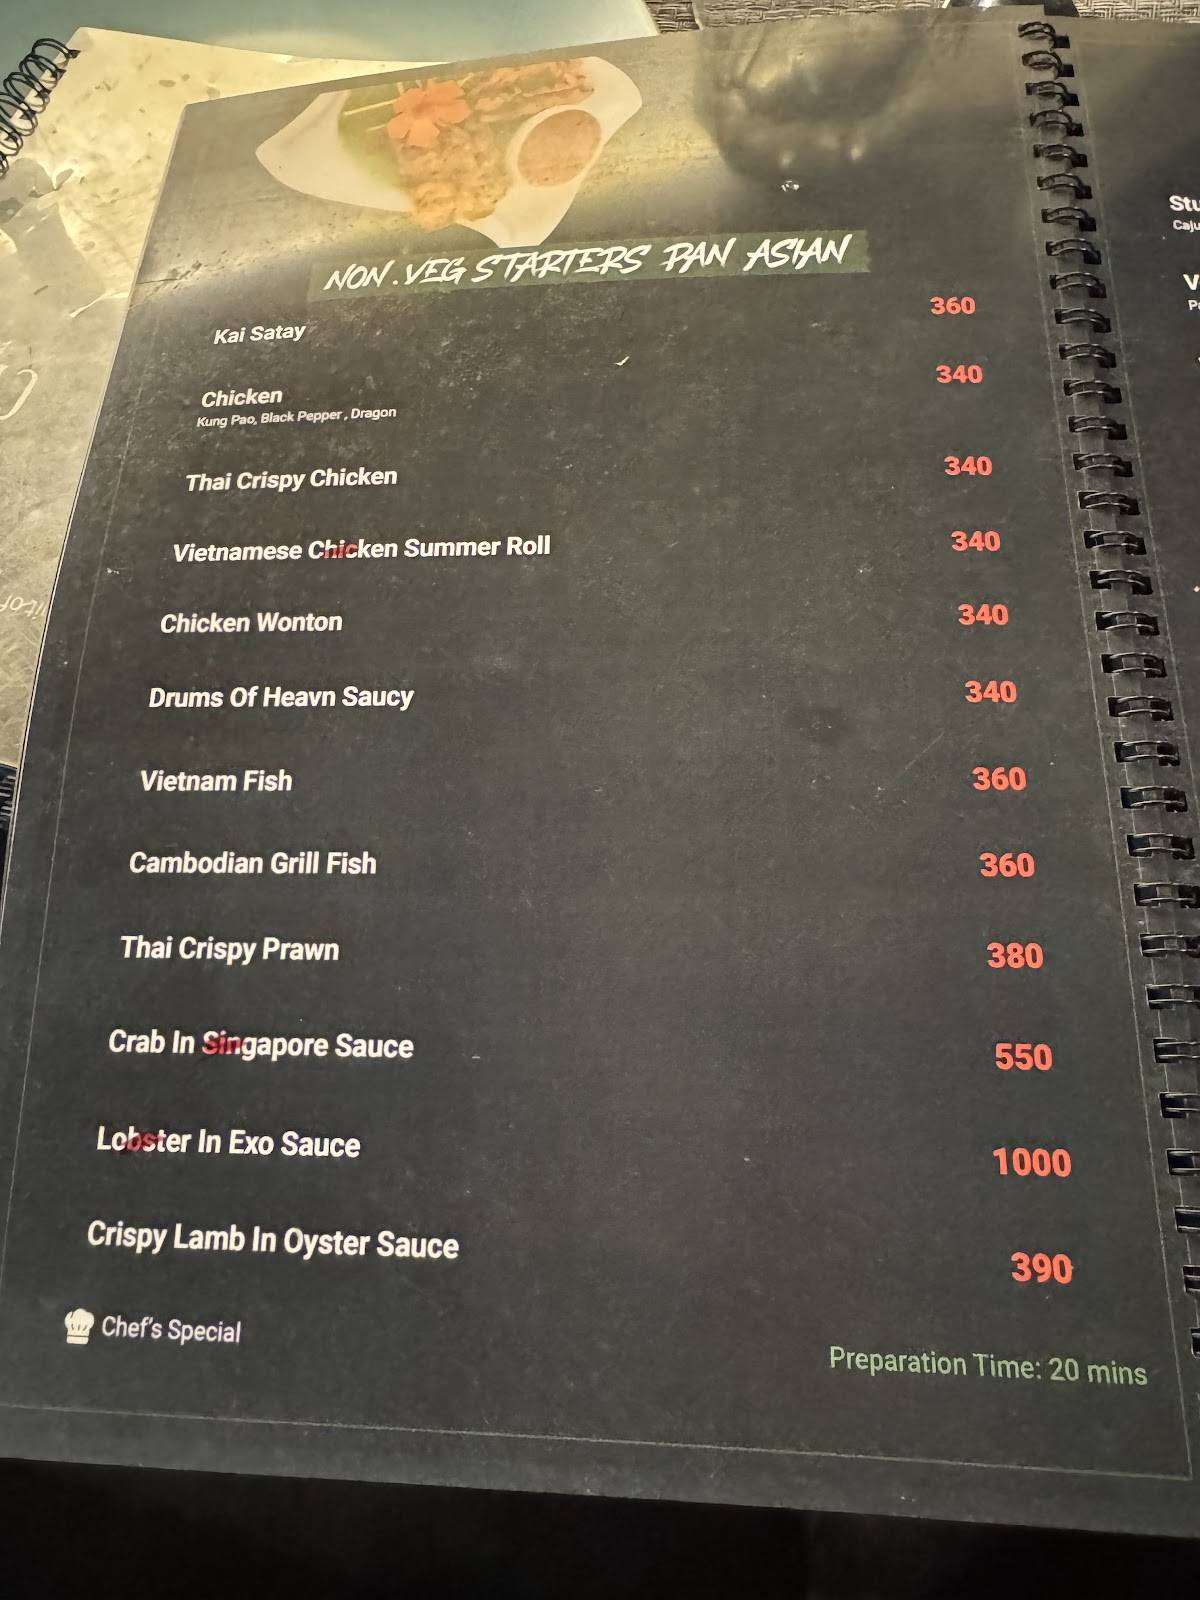 NON.VEG STARTERS PAN ASIAN
Kai Satay 360
Chicken 340
Kung Pao, Black Pepper, Dragon
Thai Crispy Chicken 340
Vietnamese Chicken Summer Roll 340
Chicken Wonton 340
Drums Of Heavn Saucy 340
Vietnam Fish 360
Cambodian Grill Fish 360
Thai Crispy Prawn 380
Crab In Singapore Sauce 550
Lobster In Exo Sauce 1000
Crispy Lamb In Oyster Sauce 390
Chef's Special
Preparation Time: 20 mins